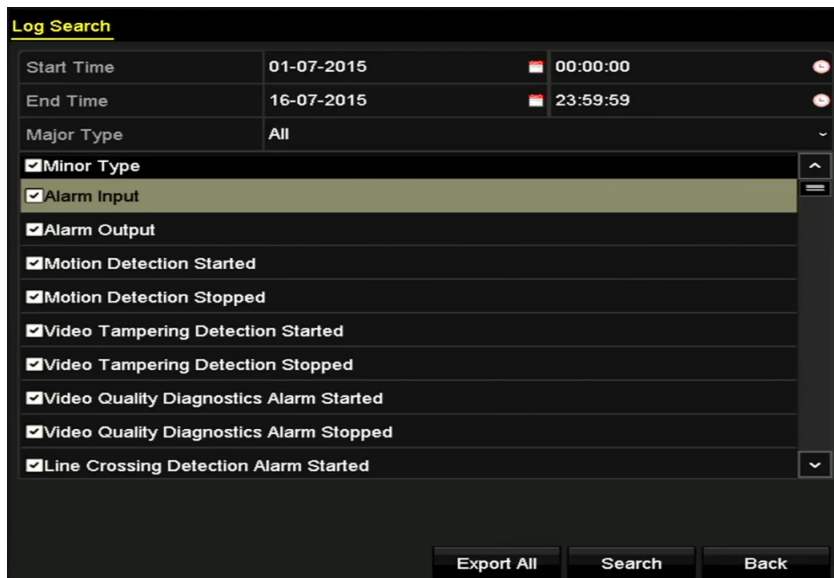 Log Search
Start Time 01-07-2015 00:00:00
End Time 16-07-2015 23:59:59
Major Type All
Minor Type
Alarm Input
Alarm Output
Motion Detection Started
Motion Detection Stopped
Video Tampering Detection Started
Video Tampering Detection Stopped
Video Quality Diagnostics Alarm Started
Video Quality Diagnostics Alarm Stopped
Line Crossing Detection Alarm Started
Export All Search Back